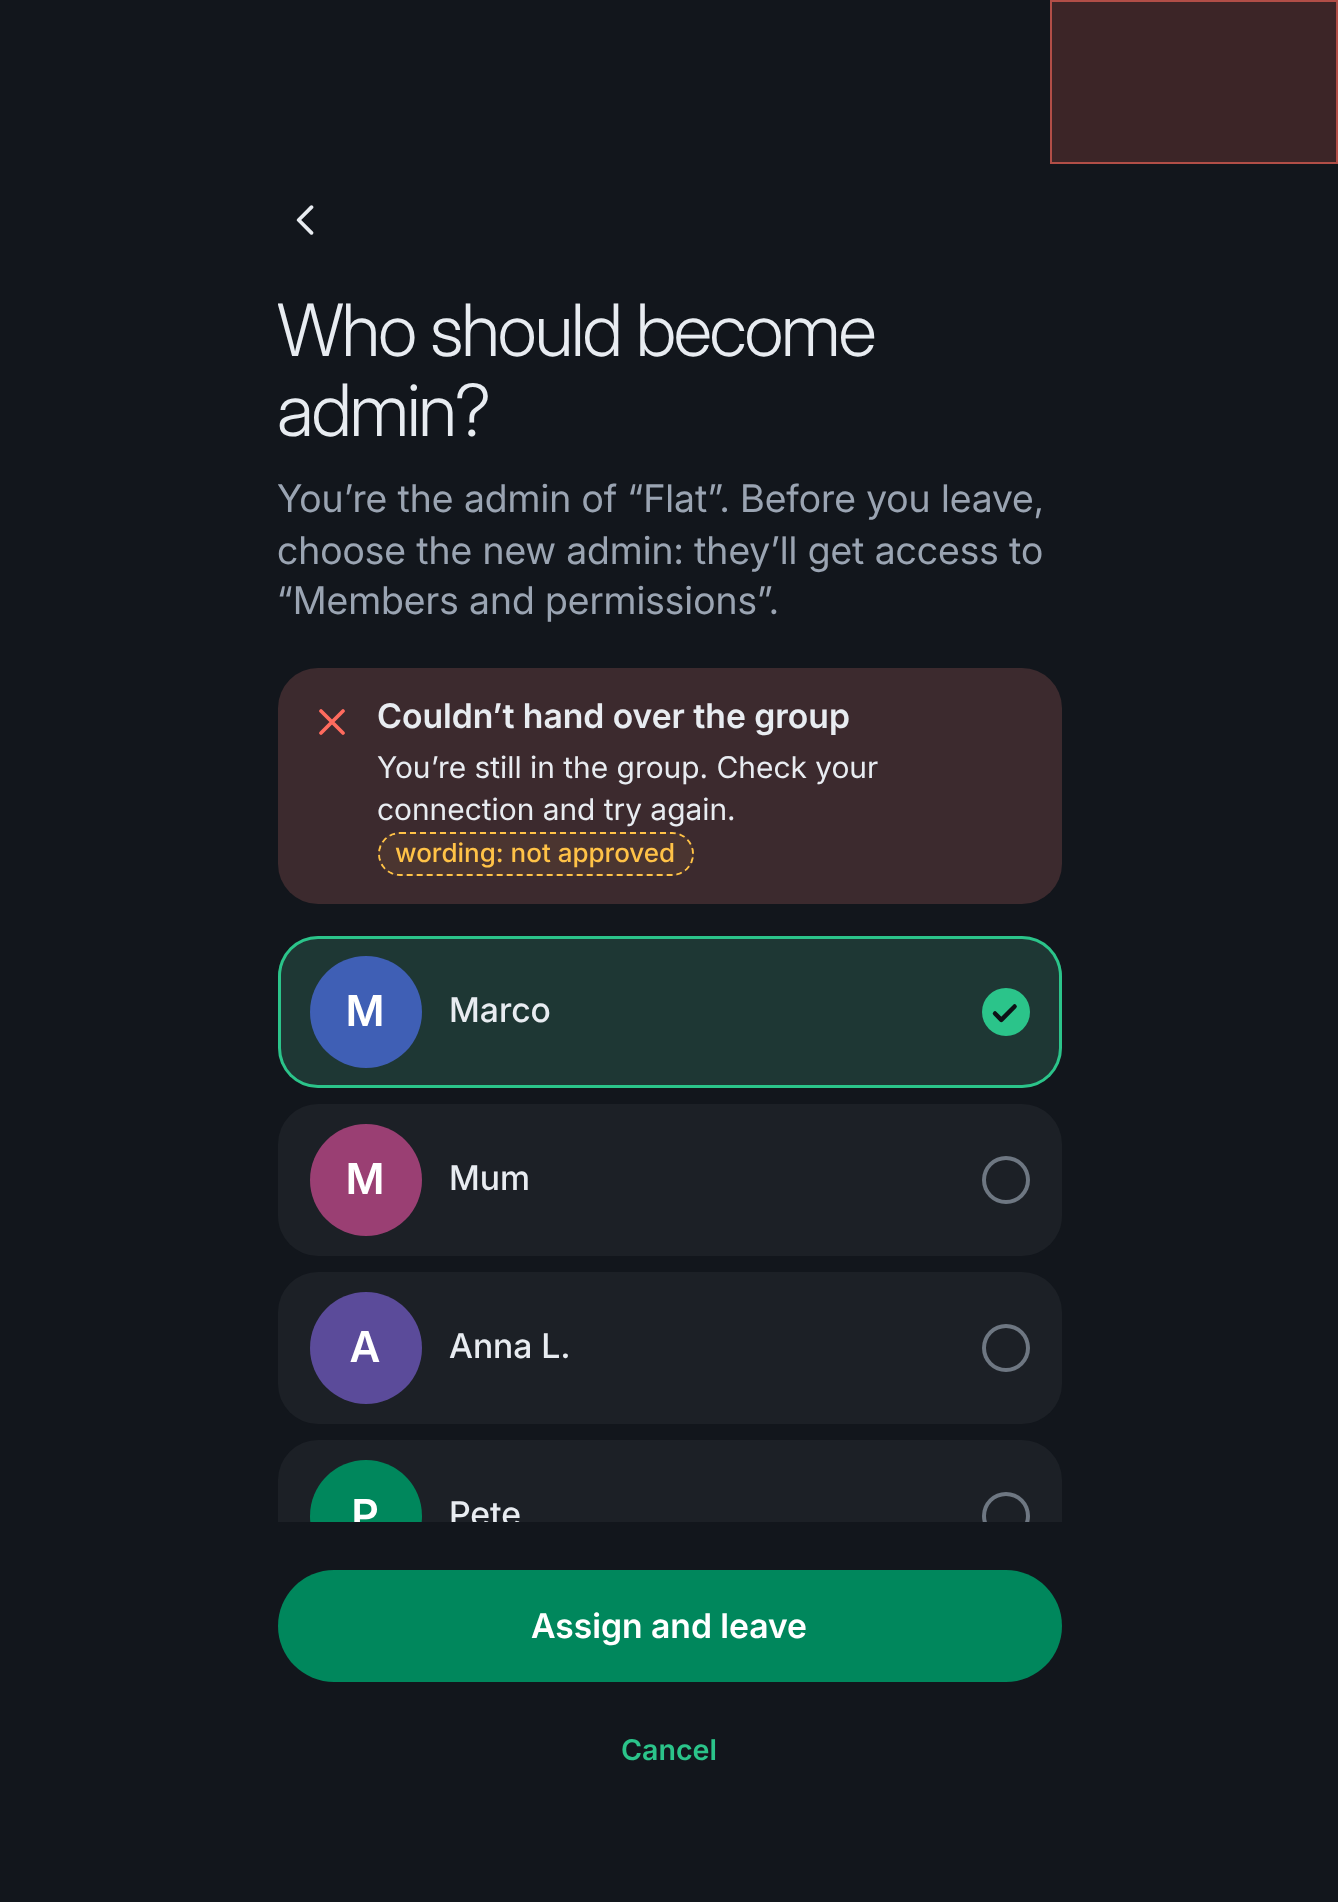 Who should become
admin?
You’re the admin of “Flat”. Before you leave,
choose the new admin: they’ll get access to
“Members and permissions”.
Couldn’t hand over the group
You’re still in the group. Check your
connection and try again.
wording: not approved
M
Marco
M
Mum
A
Anna L.
P
Pete
Assign and leave
Cancel